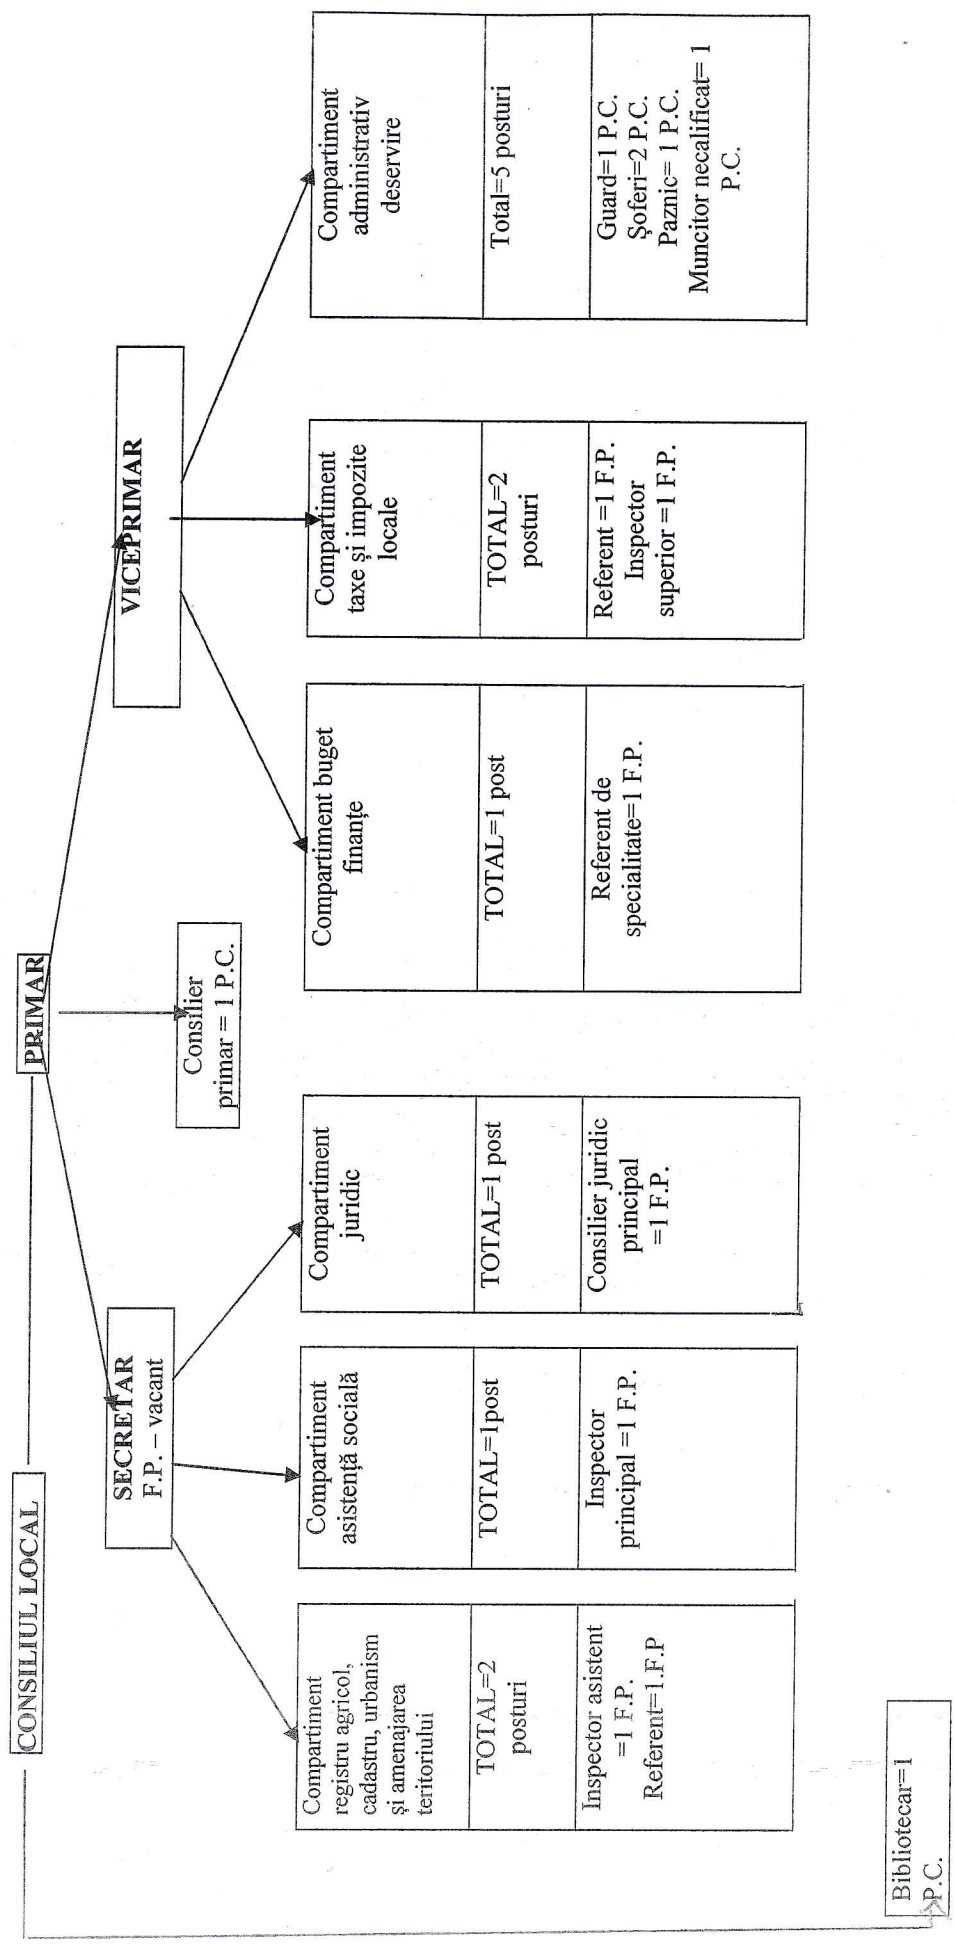 CONSILIUL LOCAL
PRIMAR
SECRETAR
F.P. – vacant
Consilier
primar = 1 P.C.
VICEPRIMAR
Compartiment
registru agricol,
cadastru, urbanism
și amenajarea
teritoriului
TOTAL=2
posturi
Inspector asistent
=1 F.P.
Referent=1.F.P
Compartiment
asistență socială
TOTAL=1post
Inspector
principal =1 F.P.
Compartiment
juridic
TOTAL=1 post
Consilier juridic
principal
=1 F.P.
Compartiment buget
finanțe
TOTAL=1 post
Referent de
specialitate=1 F.P.
Compartiment
taxe și impozite
locale
TOTAL=2
posturi
Referent =1 F.P.
Inspector
superior =1 F.P.
Compartiment
administrativ
deservire
Total=5 posturi
Guard=1 P.C.
Șoferi=2 P.C.
Paznic= 1 P.C.
Muncitor necalificat= 1
P.C.
Bibliotecar=1
P.C.